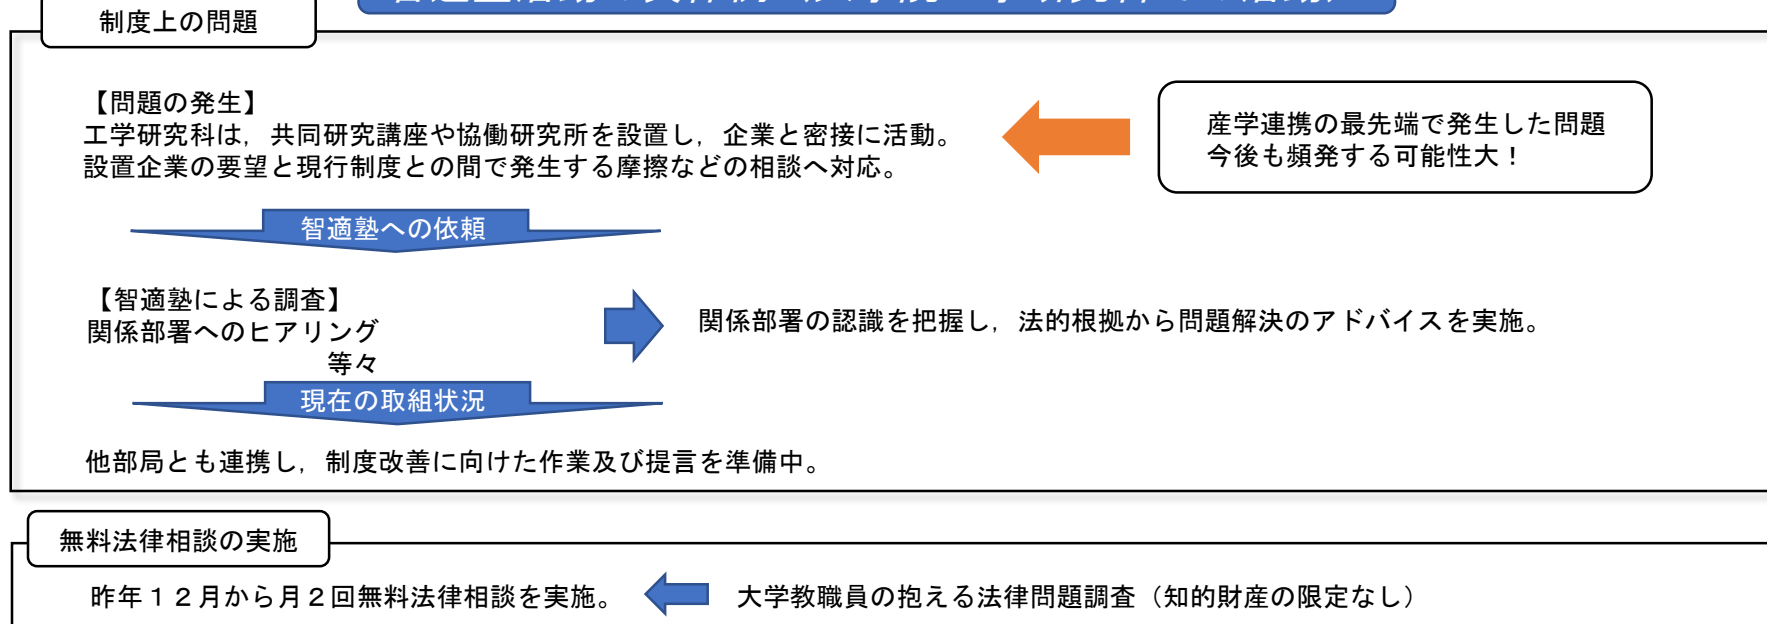 制度上の問題
【問題の発生】
工学研究科は，共同研究講座や協働研究所を設置し，企業と密接に活動。
設置企業の要望と現行制度との間で発生する摩擦などの相談へ対応。
産学連携の最先端で発生した問題
今後も頻発する可能性大！
智適塾への依頼
【智適塾による調査】
関係部署へのヒアリング
等々
関係部署の認識を把握し，法的根拠から問題解決のアドバイスを実施。
現在の取組状況
他部局とも連携し，制度改善に向けた作業及び提言を準備中。
無料法律相談の実施
昨年１２月から月２回無料法律相談を実施。
大学教職員の抱える法律問題調査（知的財産の限定なし）